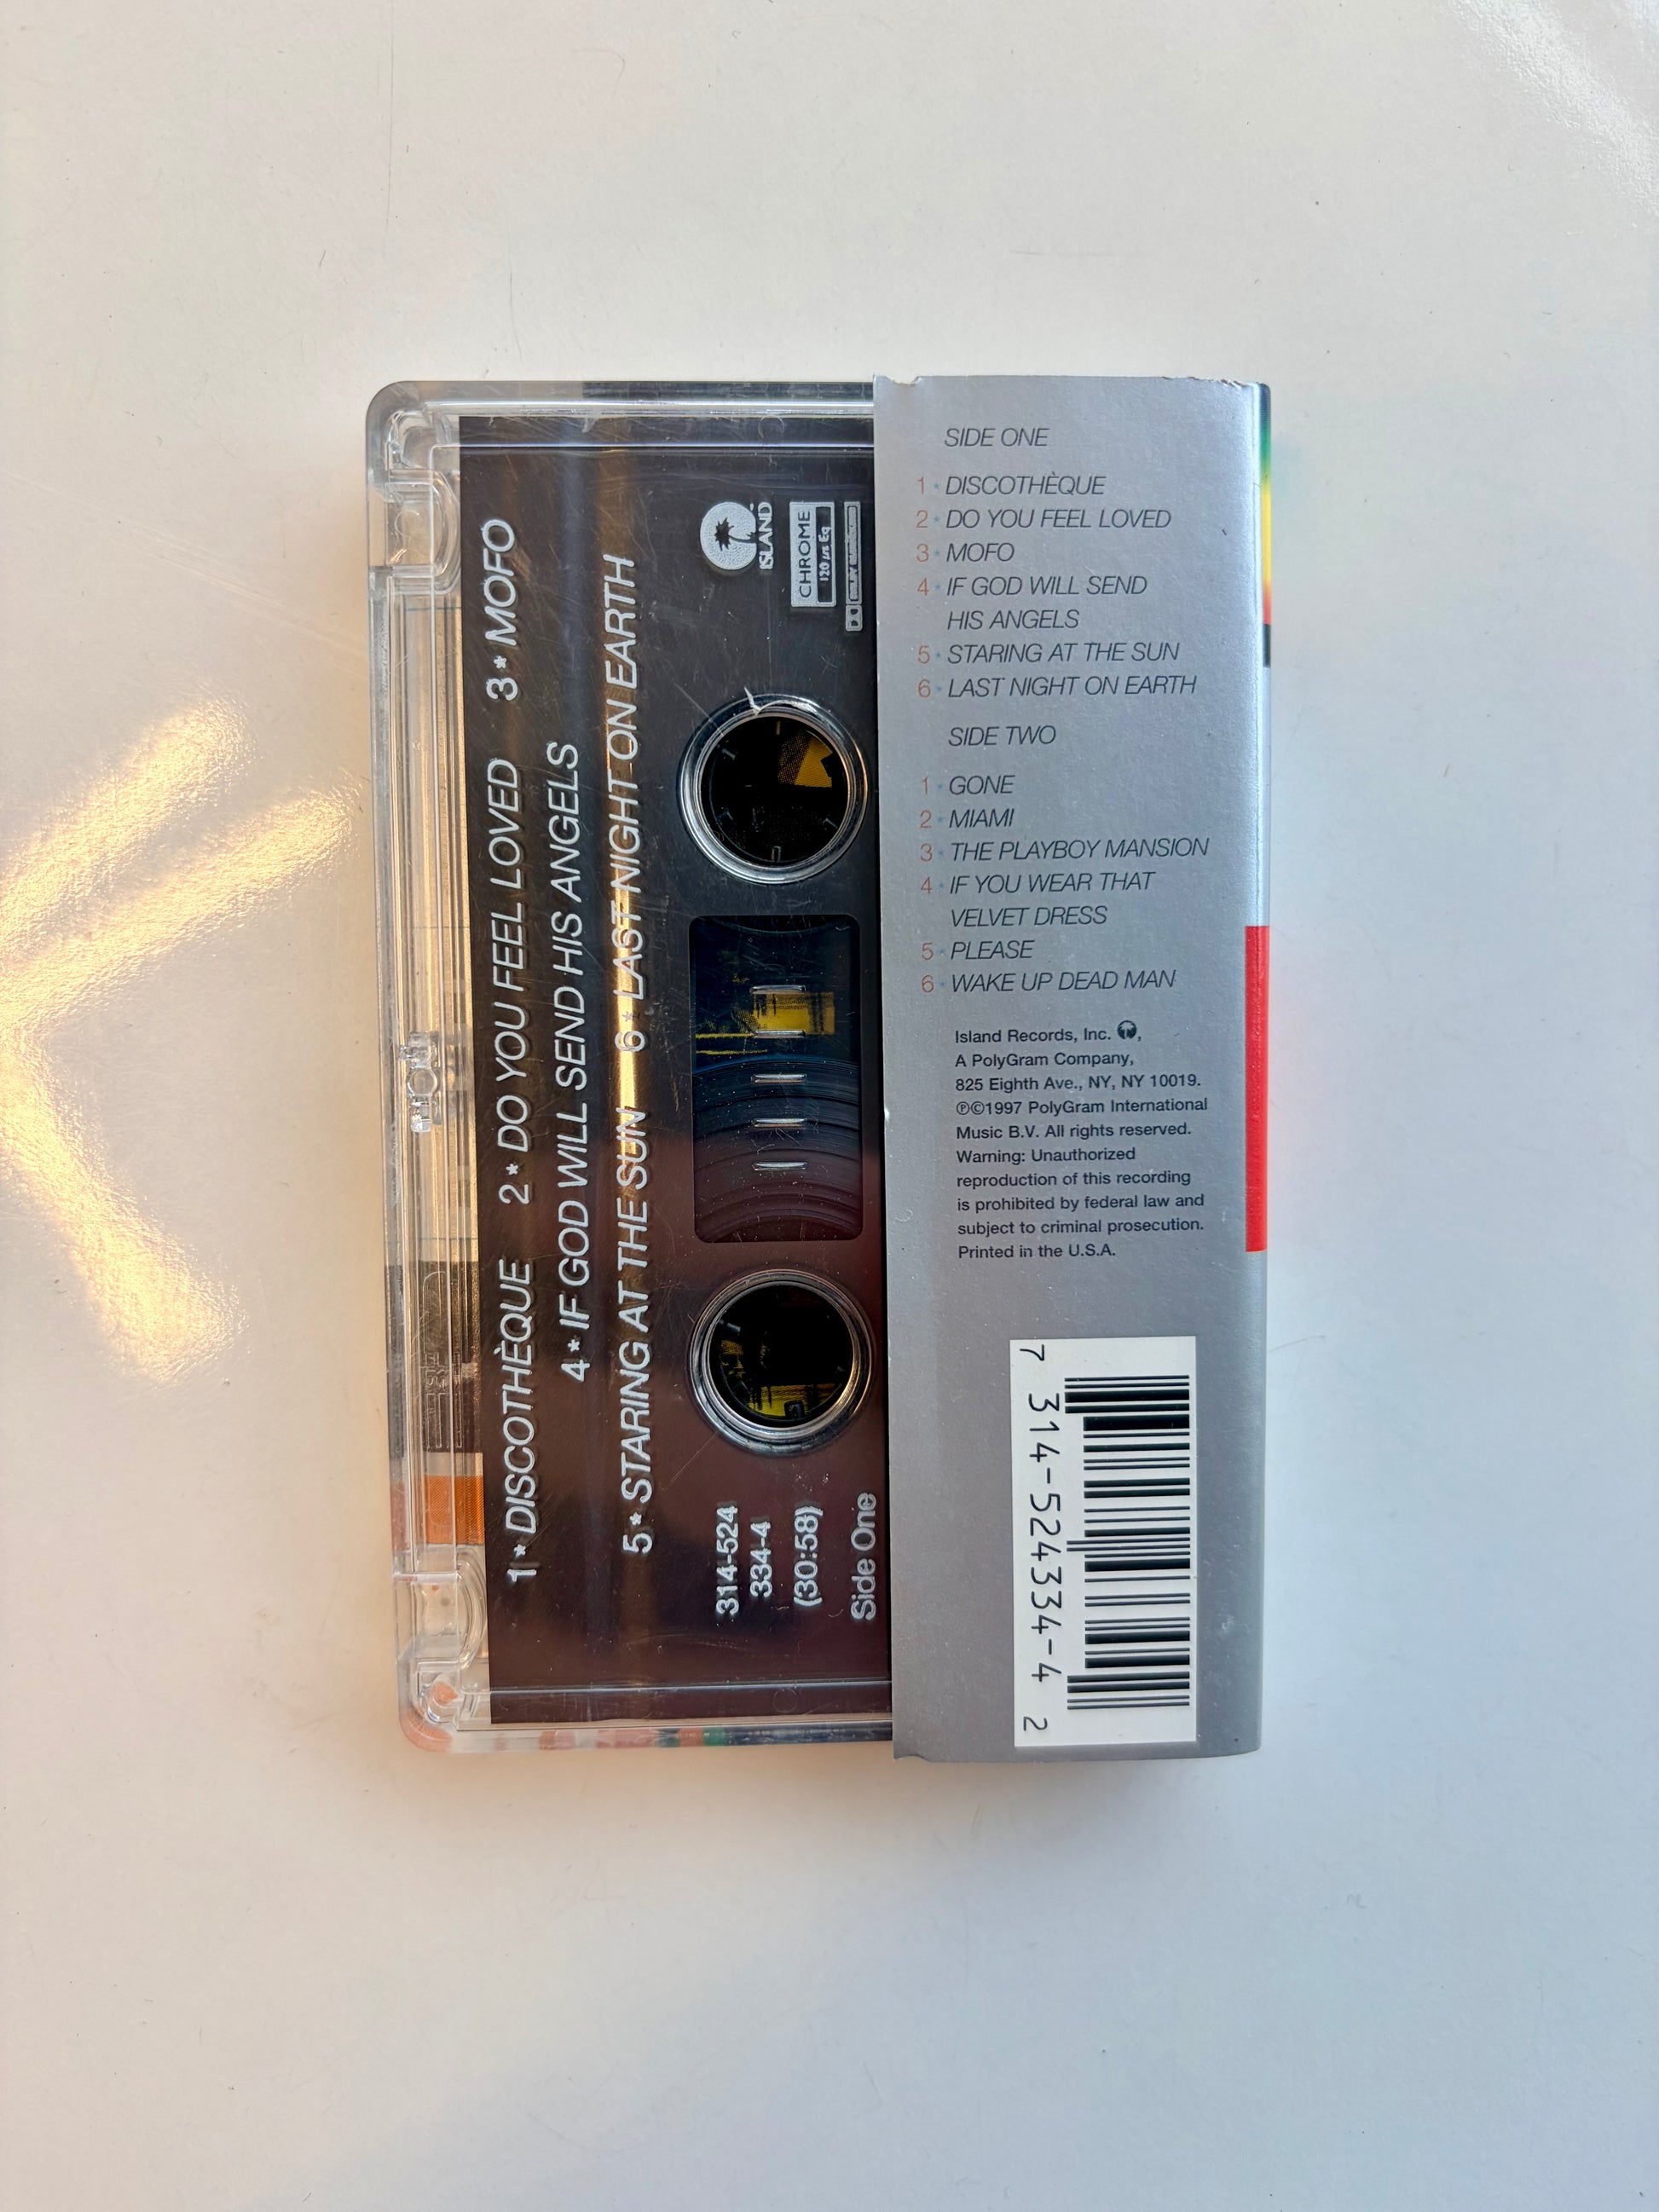 1* DISCOTHÈQUE 2* DO YOU FEEL LOVED 3* MOFO
4* IF GOD WILL SEND HIS ANGELS
5* STARING AT THE SUN 6* LAST NIGHT ON EARTH
ISLAND
CHROME
120 µs Eq
314-524
334-4
(30:58)
Side One
SIDE ONE
1* DISCOTHÈQUE
2* DO YOU FEEL LOVED
3* MOFO
4* IF GOD WILL SEND
HIS ANGELS
5* STARING AT THE SUN
6* LAST NIGHT ON EARTH
SIDE TWO
1* GONE
2* MIAMI
3* THE PLAYBOY MANSION
4* IF YOU WEAR THAT
VELVET DRESS
5* PLEASE
6* WAKE UP DEAD MAN
Island Records, Inc. ,
A PolyGram Company,
825 Eighth Ave., NY, NY 10019.
℗©1997 PolyGram International
Music B.V. All rights reserved.
Warning: Unauthorized
reproduction of this recording
is prohibited by federal law and
subject to criminal prosecution.
Printed in the U.S.A.
7 314-524334-4 2